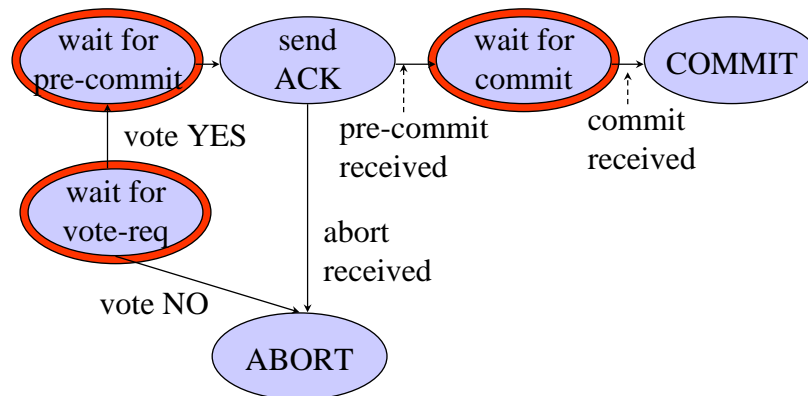 wait for
pre-commit
send
ACK
wait for
commit
COMMIT
vote YES
pre-commit
received
commit
received
wait for
vote-req
abort
received
vote NO
ABORT